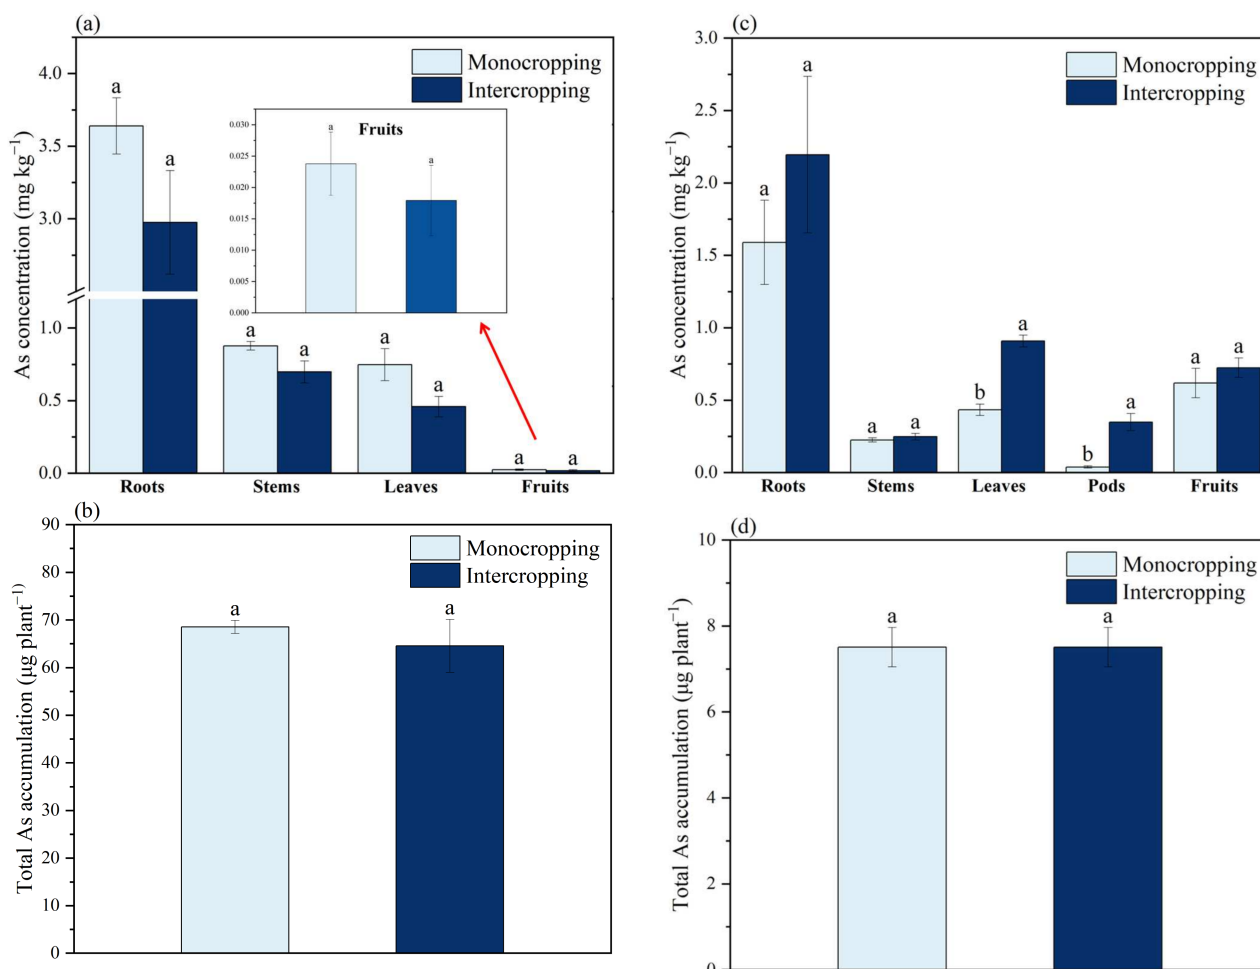 (a)
Monocropping
Intercropping
As concentration (mg kg⁻¹)
4.0
3.5
3.0
1.0
0.5
0.0
a
a
a
a
a
a
a
a
Fruits
0.030
0.025
0.020
0.015
0.010
0.005
0.000
a
a
Roots Stems Leaves Fruits
(c)
Monocropping
Intercropping
As concentration (mg kg⁻¹)
3.0
2.5
2.0
1.5
1.0
0.5
0.0
a
a
a
a
b
a
b
a
a
a
Roots Stems Leaves Pods Fruits
(b)
Monocropping
Intercropping
Total As accumulation (μg plant⁻¹)
90
80
70
60
50
40
30
20
10
0
a
a
(d)
Monocropping
Intercropping
Total As accumulation (μg plant⁻¹)
10
8
6
4
2
0
a
a